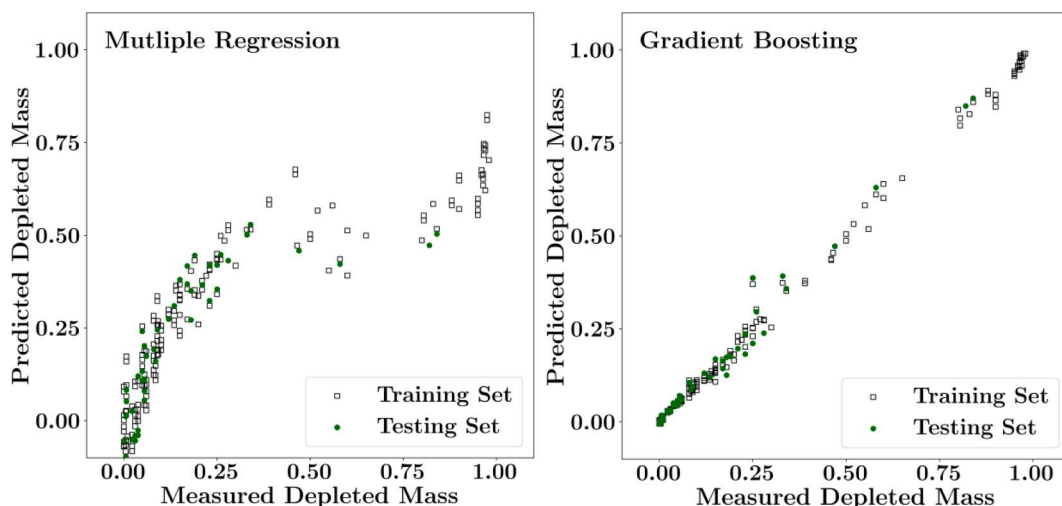 Mutliple Regression
Predicted Depleted Mass
1.00
0.75
0.50
0.25
0.00
Training Set
Testing Set
0.00 0.25 0.50 0.75 1.00
Measured Depleted Mass
Gradient Boosting
Predicted Depleted Mass
1.00
0.75
0.50
0.25
0.00
Training Set
Testing Set
0.00 0.25 0.50 0.75 1.00
Measured Depleted Mass